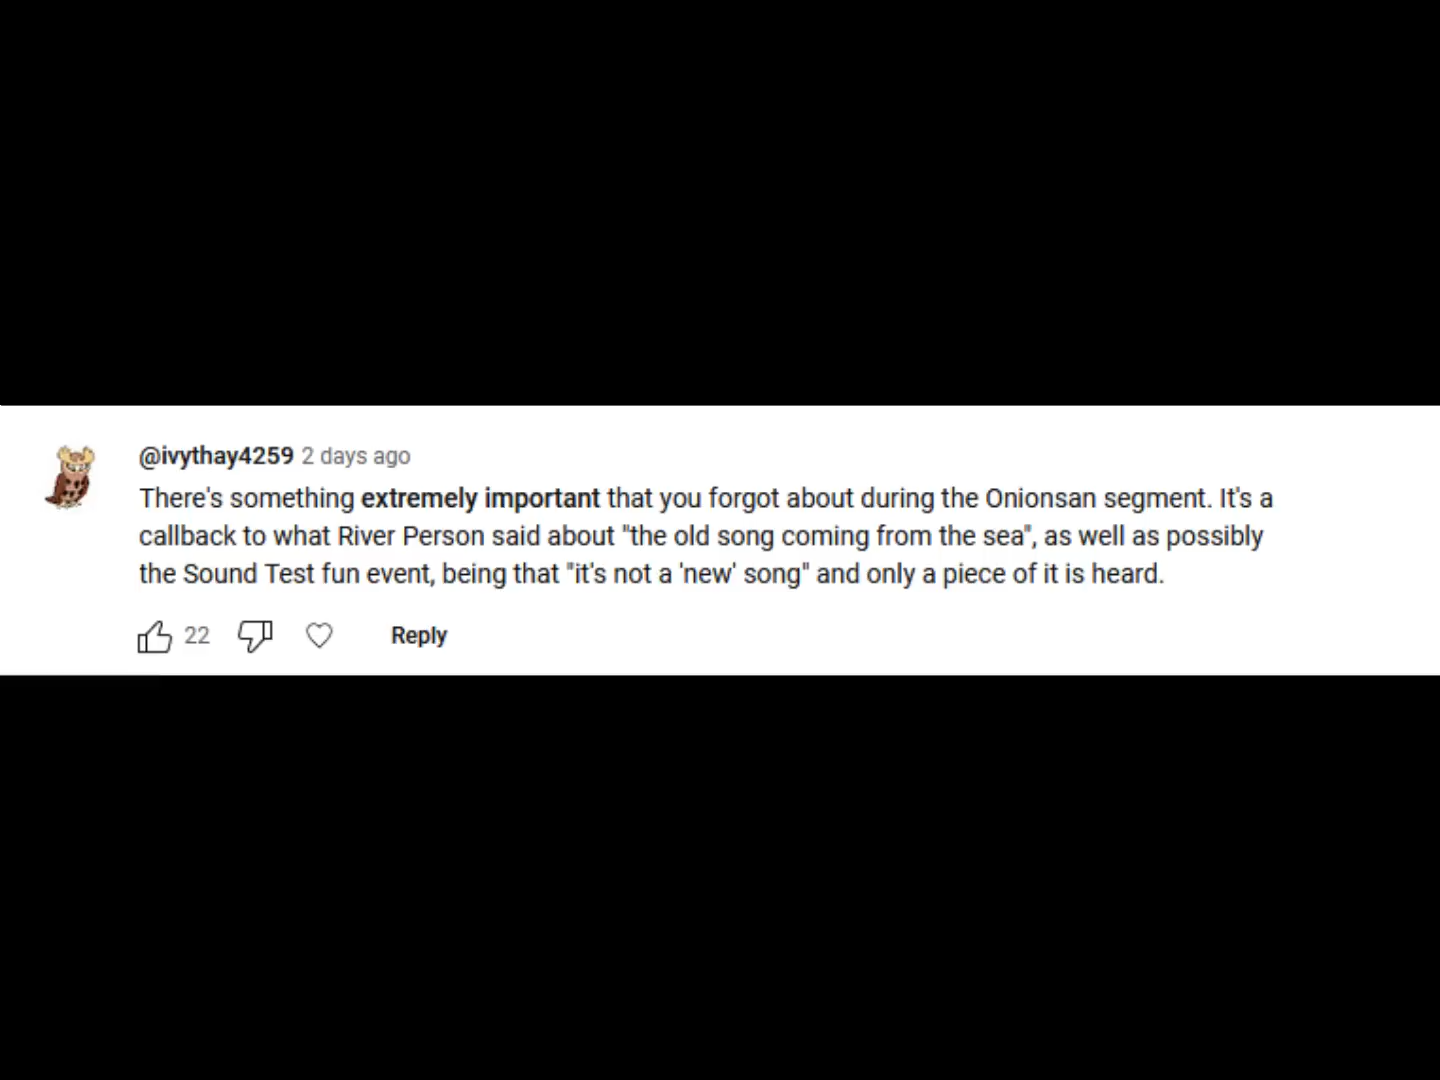 @ivythay4259 2 days ago
There's something extremely important that you forgot about during the Onionsan segment. It's a
callback to what River Person said about "the old song coming from the sea", as well as possibly
the Sound Test fun event, being that "it's not a 'new' song" and only a piece of it is heard.
22 Reply